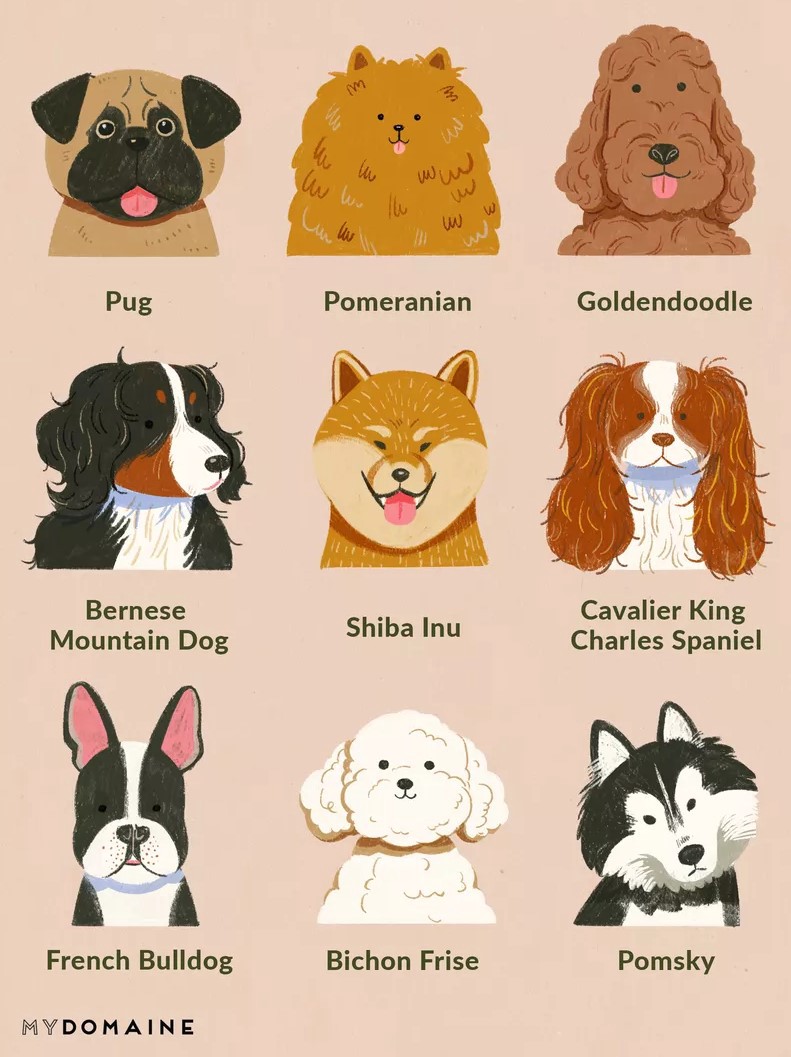 Pug
Pomeranian
Goldendoodle
Bernese
Mountain Dog
Shiba Inu
Cavalier King
Charles Spaniel
French Bulldog
Bichon Frise
Pomsky
MYDOMAINE